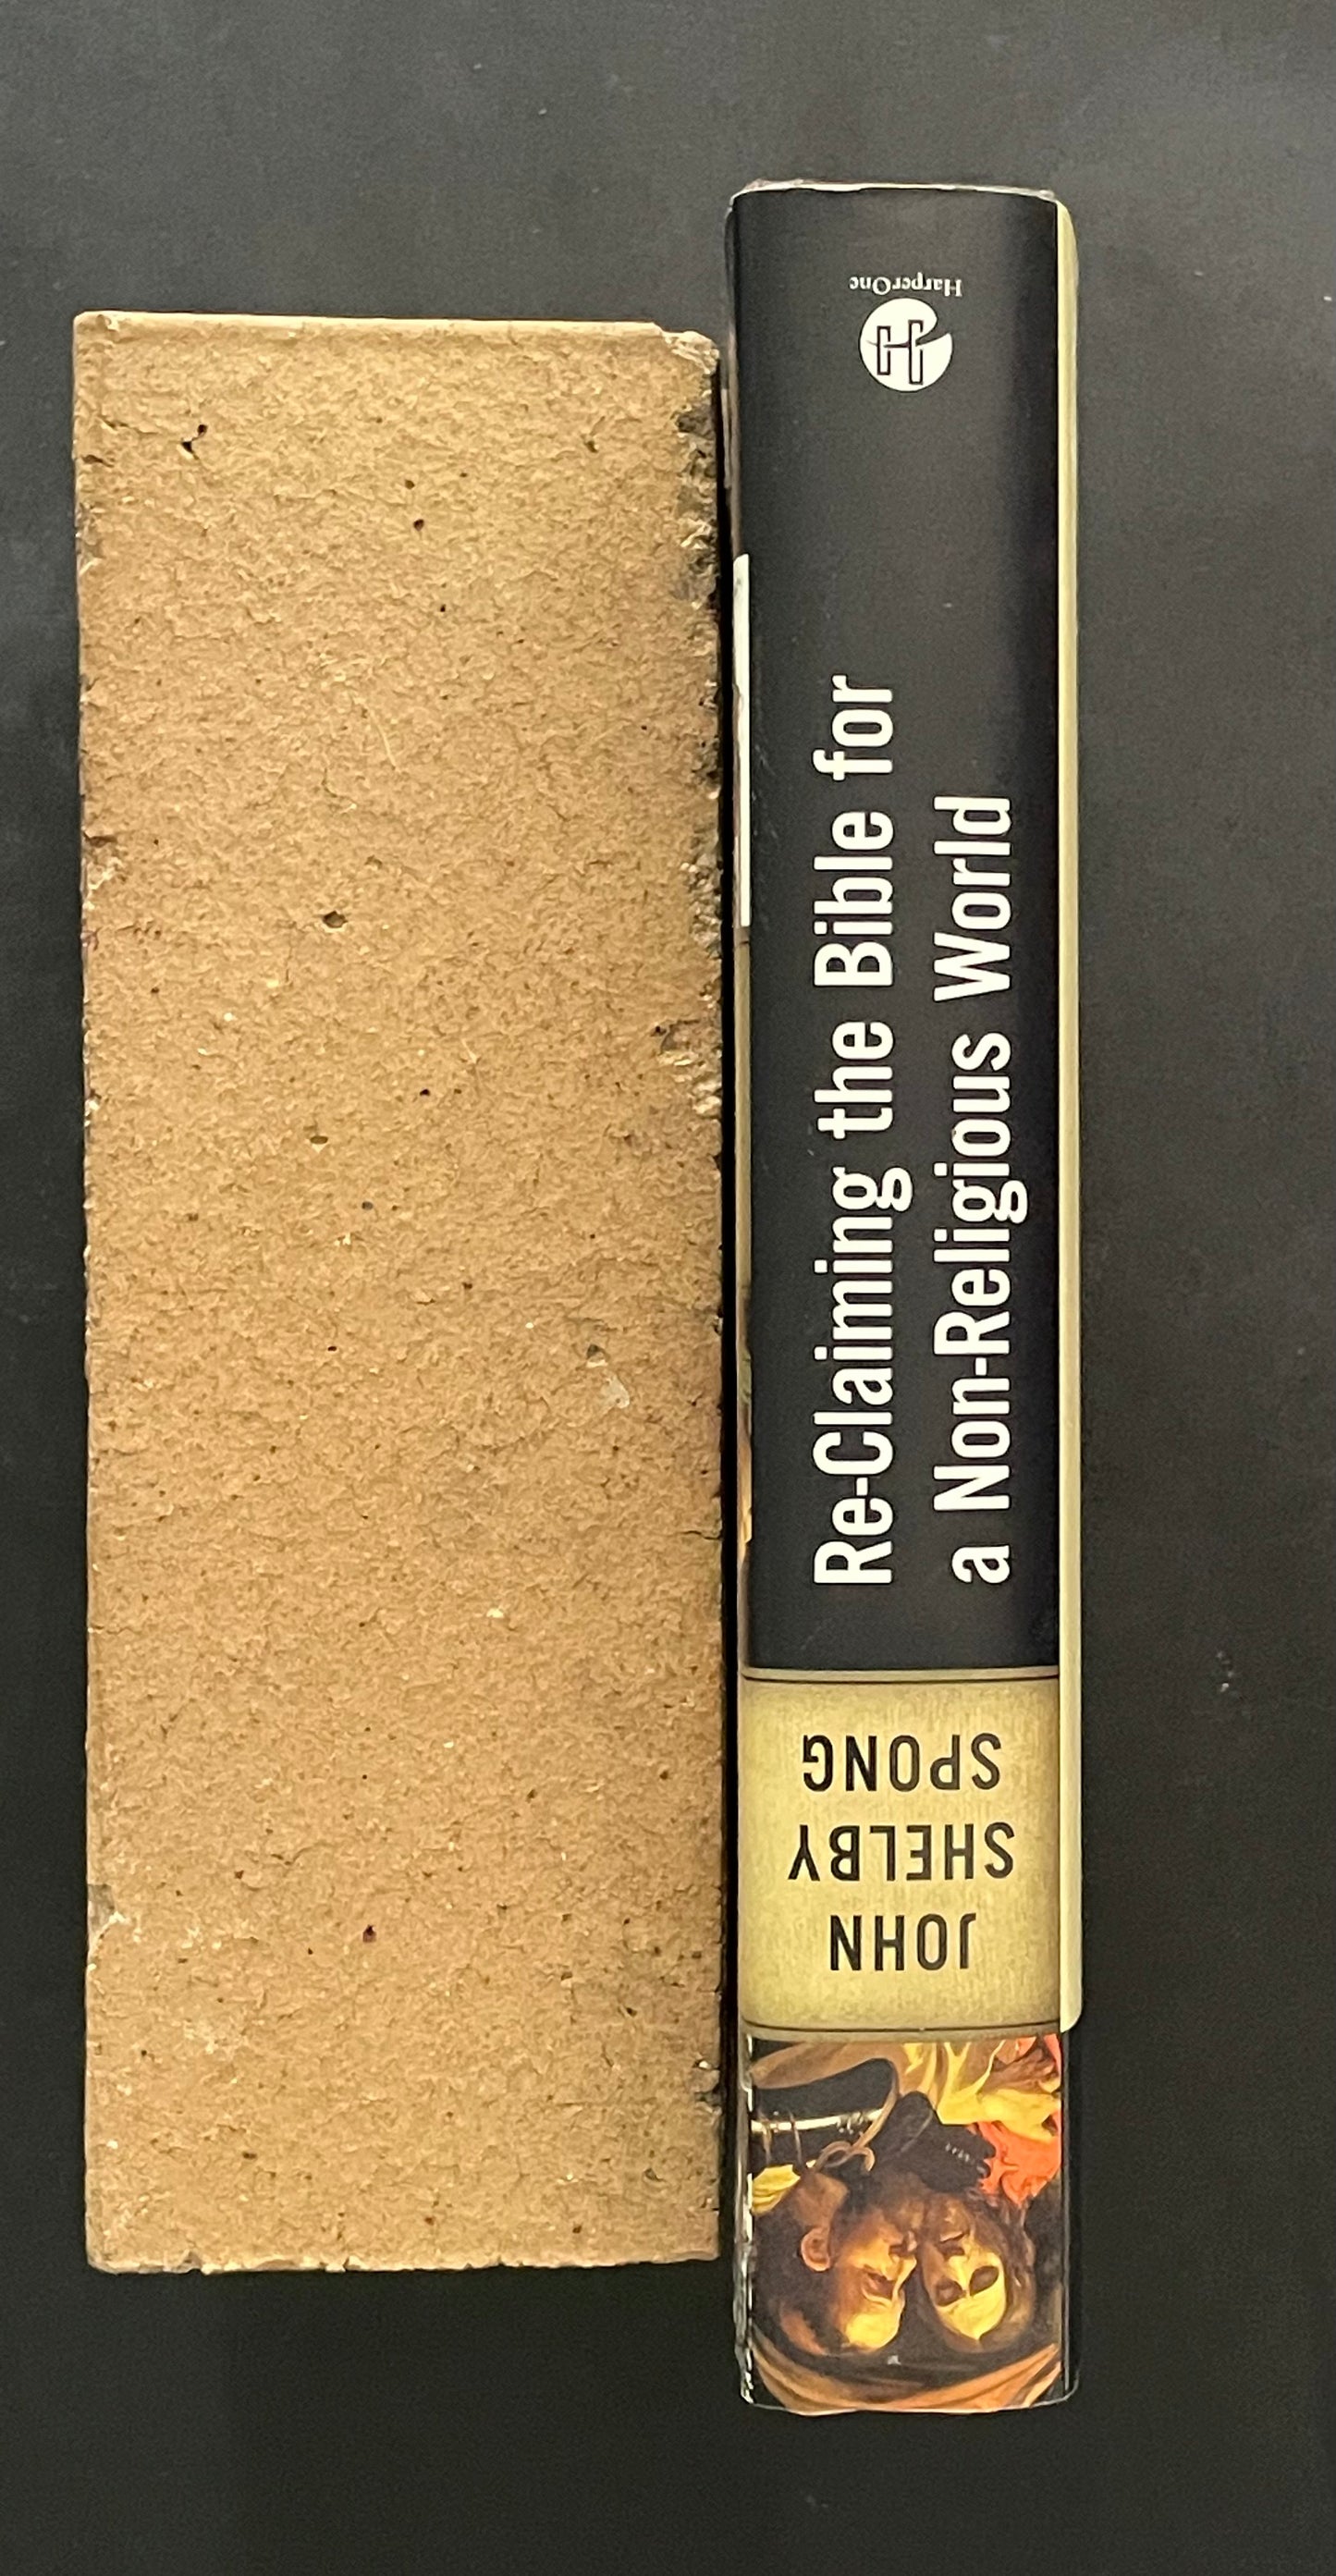 JOHN
SHELBY
SPONG
Re-Claiming the Bible for
a Non-Religious World
H
HarperOne